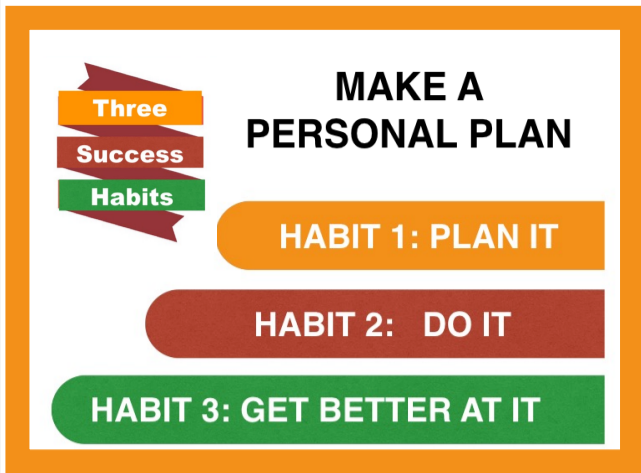 Three
Success
Habits
MAKE A
PERSONAL PLAN
HABIT 1: PLAN IT
HABIT 2: DO IT
HABIT 3: GET BETTER AT IT